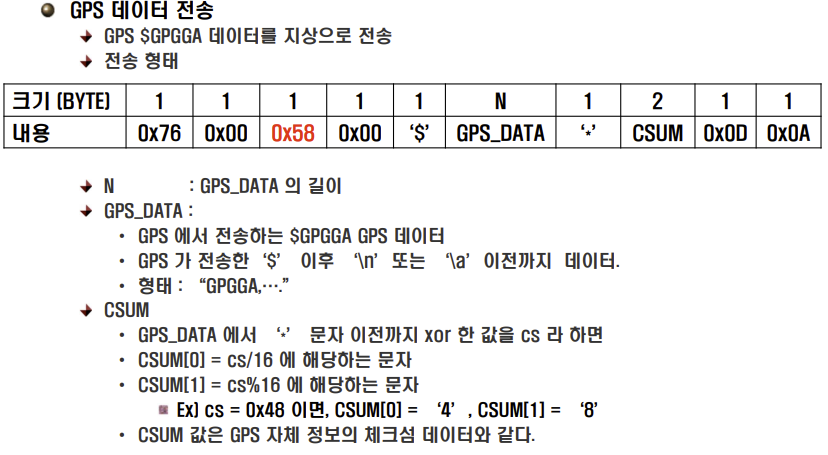 GPS 데이터 전송
GPS $GPGGA 데이터를 지상으로 전송
전송 형태
크기 (BYTE) 1 1 1 1 1 N 1 2 1 1
내용 0x76 0x00 0x58 0x00 ‘$’ GPS_DATA ‘*’ CSUM 0x0D 0x0A
N : GPS_DATA 의 길이
GPS_DATA :
• GPS 에서 전송하는 $GPGGA GPS 데이터
• GPS 가 전송한 ‘$’ 이후 ‘\n’ 또는 ‘\a’ 이전까지 데이터.
• 형태 : “GPGGA,….”
CSUM
• GPS_DATA 에서 ‘*’ 문자 이전까지 xor 한 값을 cs 라 하면
• CSUM[0] = cs/16 에 해당하는 문자
• CSUM[1] = cs%16 에 해당하는 문자
Ex) cs = 0x48 이면, CSUM[0] = ‘4’ , CSUM[1] = ‘8’
• CSUM 값은 GPS 자체 정보의 체크섬 데이터와 같다.